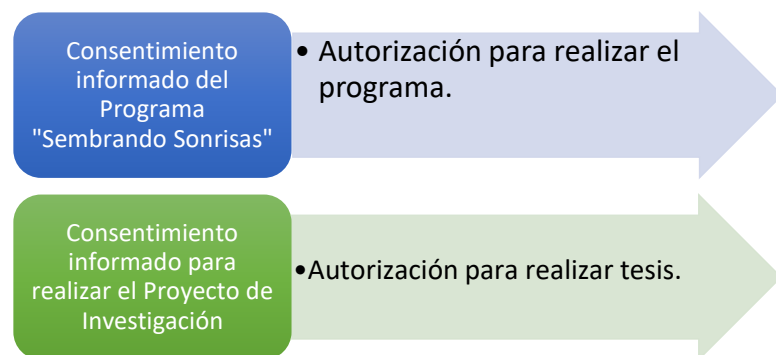 Consentimiento
informado del
Programa
"Sembrando Sonrisas"
• Autorización para realizar el
programa.
Consentimiento
informado para
realizar el Proyecto de
Investigación
•Autorización para realizar tesis.